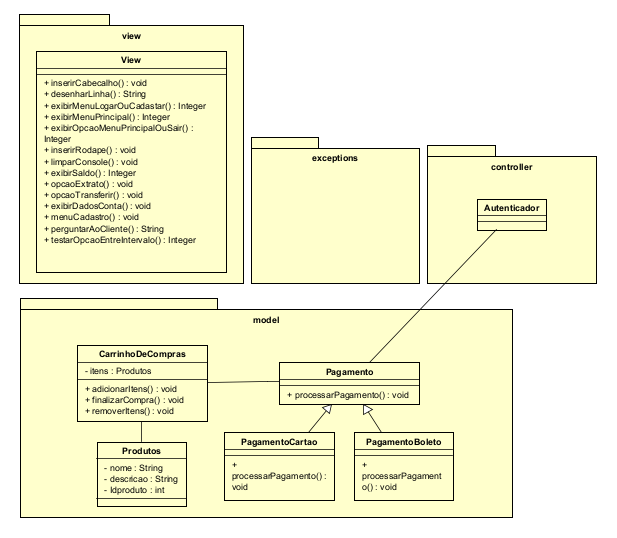 view
View
+ inserirCabecalho() : void
+ desenharLinha() : String
+ exibirMenuLogarOuCadastar() : Integer
+ exibirMenuPrincipal() : Integer
+ exibirOpcaoMenuPrincipalOuSair() :
Integer
+ inserirRodape() : void
+ limparConsole() : void
+ exibirSaldo() : Integer
+ opcaoExtrato() : void
+ opcaoTransferir() : void
+ exibirDadosConta() : void
+ menuCadastro() : void
+ perguntarAoCliente() : String
+ testarOpcaoEntreIntervalo() : Integer
exceptions
controller
Autenticador
model
CarrinhoDeCompras
- itens : Produtos
+ adicionarItens() : void
+ finalizarCompra() : void
+ removerItens() : void
Pagamento
+ processarPagamento() : void
Produtos
- nome : String
- descricao : String
- Idproduto : int
PagamentoCartao
+
processarPagamento() :
void
PagamentoBoleto
+
processarPagament
o() : void